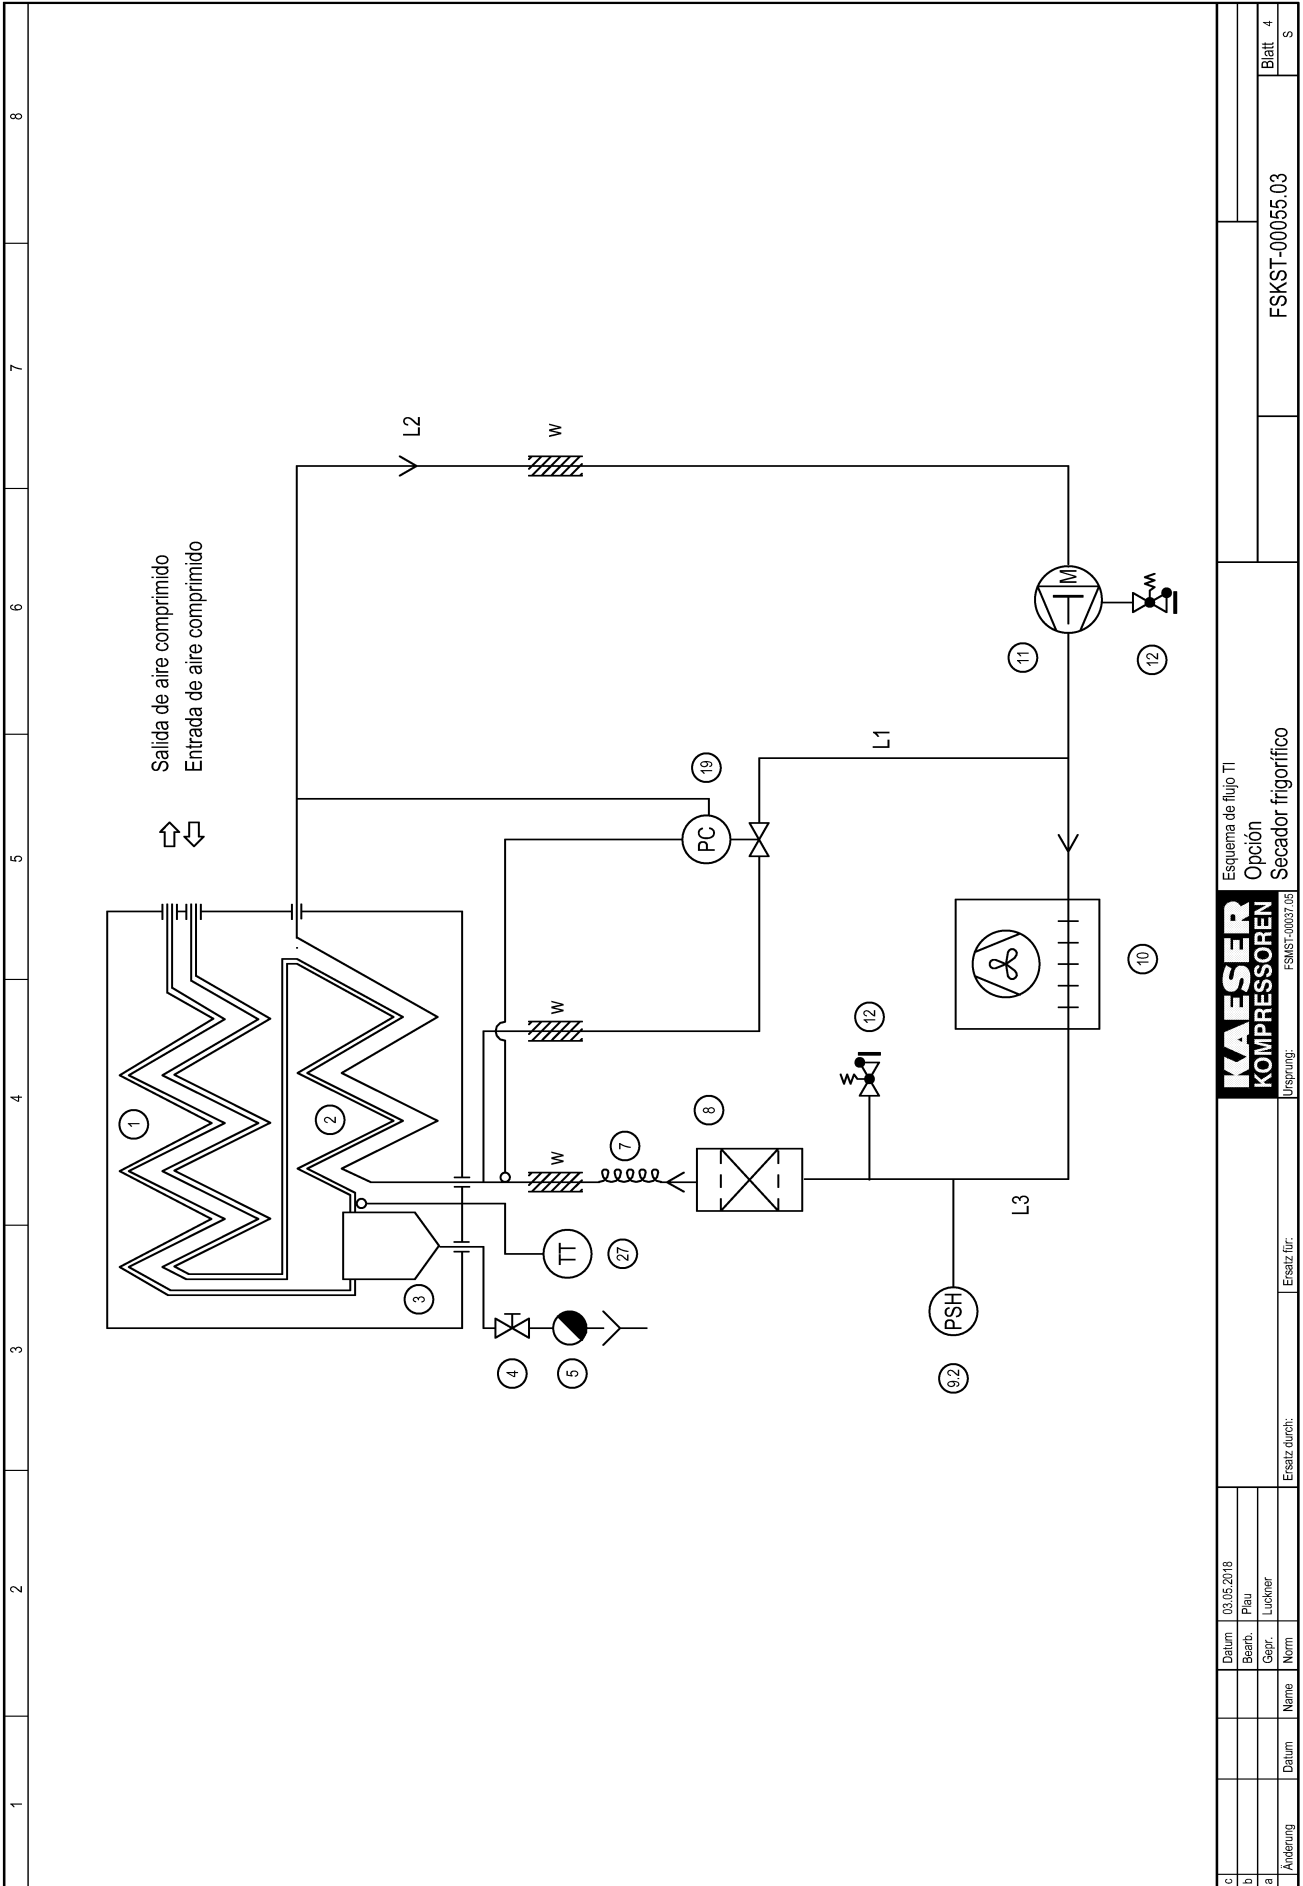 1
2
3
4
5
6
7
8
Salida de aire comprimido
Entrada de aire comprimido
1
2
3
4
5
TT
27
W
7
8
W
12
PSH
9.2
L3
10
PC
19
L1
L2
W
11
M
12
c
b
a
Änderung
Datum
Name
Datum
03.05.2018
Bearb.
Plau
Gepr.
Luckner
Norm
Ersatz durch:
Ersatz für:
Ursprung:
FSMST-00037.05
KAESER
KOMPRESSOREN
Esquema de flujo TI
Opción
Secador frigorífico
FSKST-00055.03
Blatt 4
S